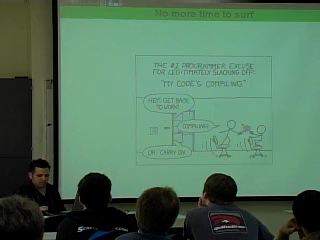 No more time to surf
THE #1 PROGRAMMER EXCUSE
FOR LEGITIMATELY SLACKING OFF:
"MY CODE'S COMPILING."
HEY! GET BACK
TO WORK!
COMPILING!
OH. CARRY ON.